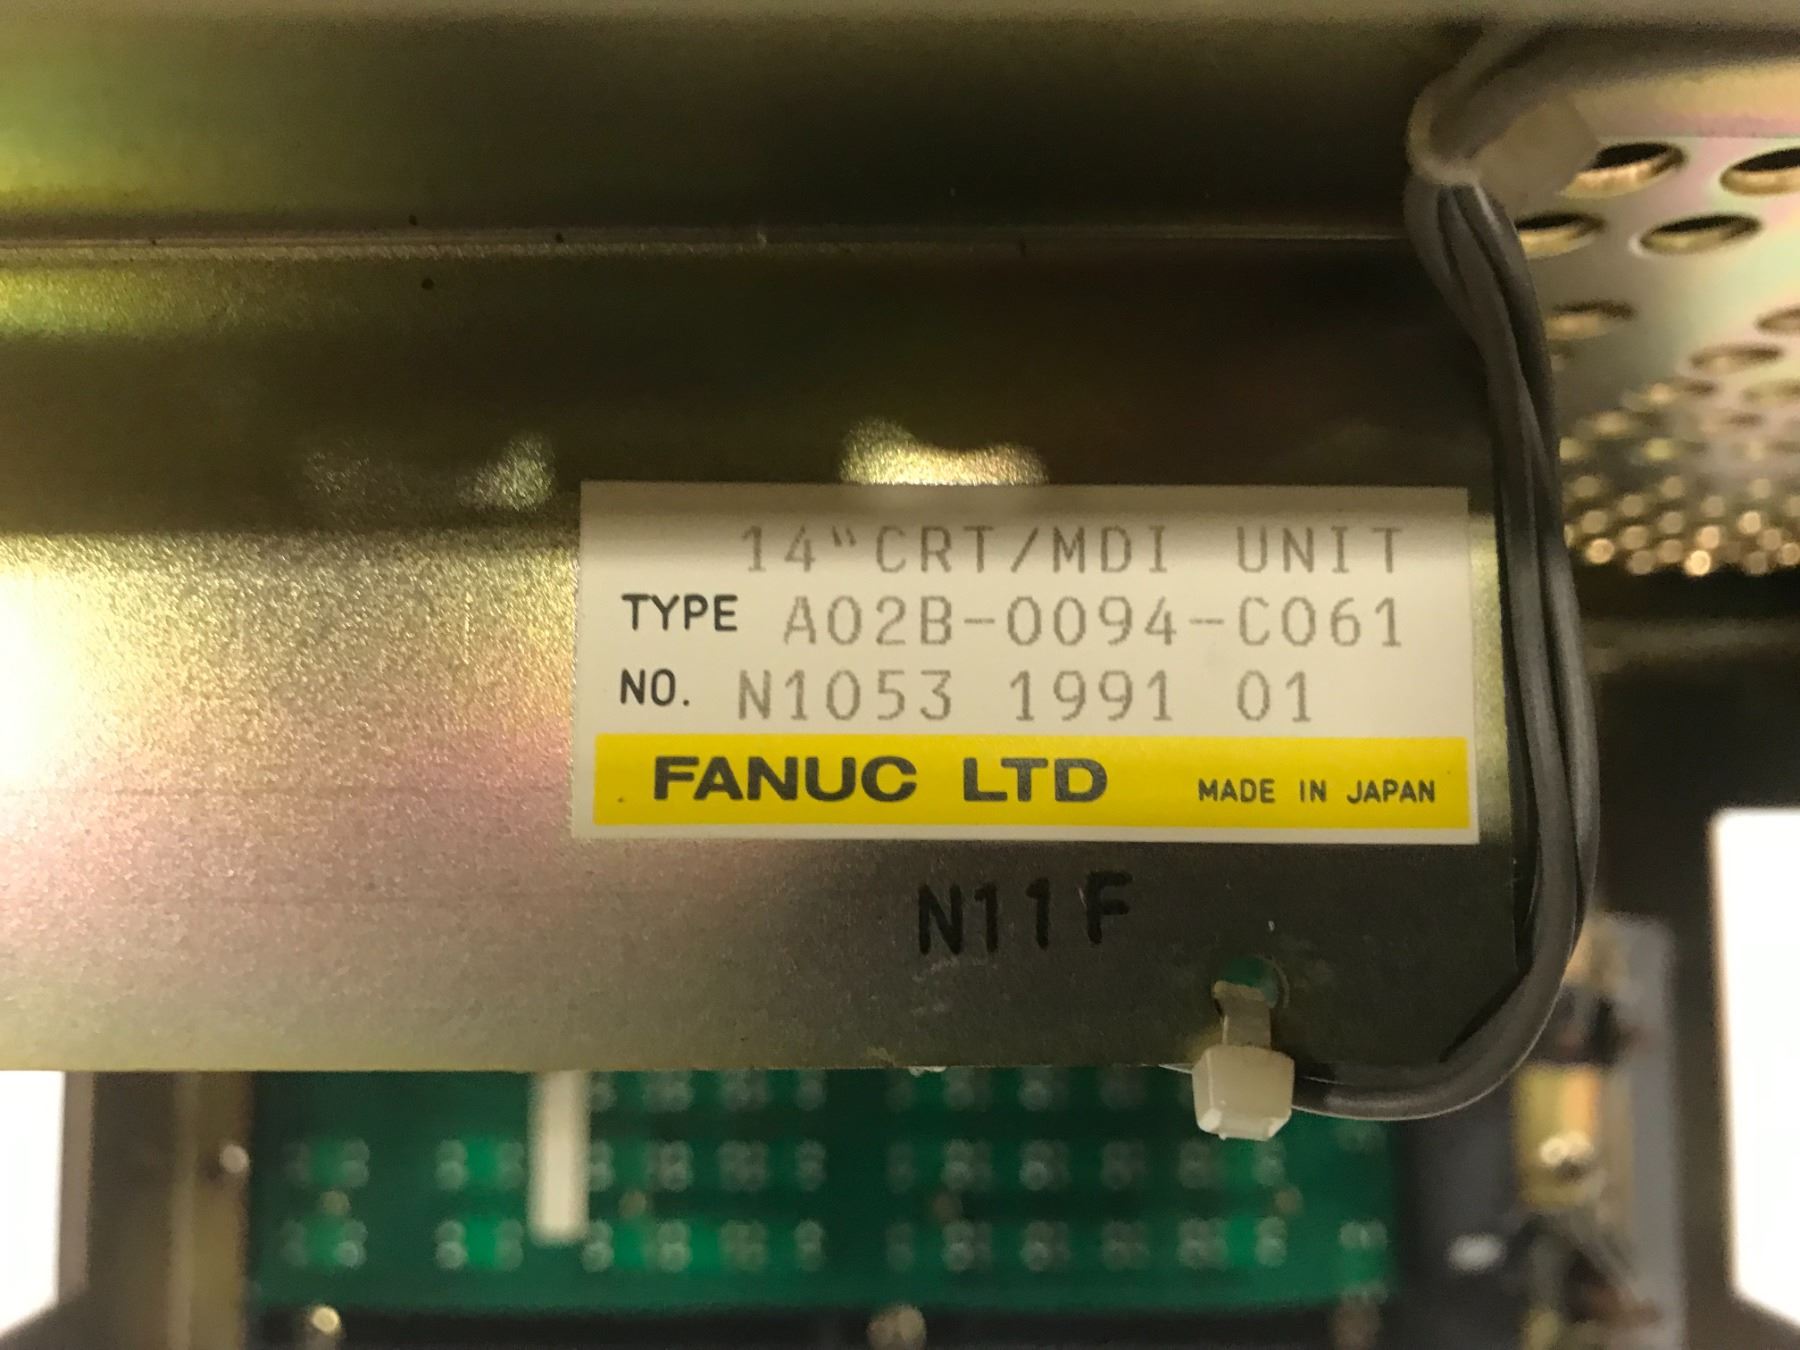 14"CRT/MDI UNIT
TYPE A02B-0094-C061
NO. N1053 1991 01
FANUC LTD MADE IN JAPAN
N11F